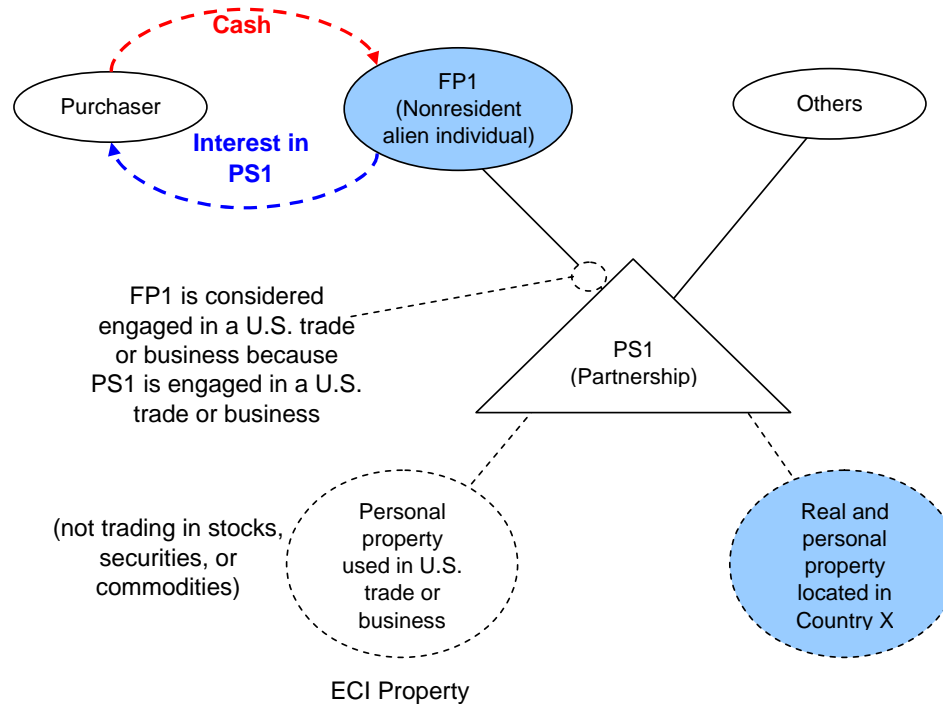 Cash
Purchaser
FP1
(Nonresident
alien individual)
Others
Interest in
PS1
FP1 is considered
engaged in a U.S. trade
or business because
PS1 is engaged in a U.S.
trade or business
PS1
(Partnership)
(not trading in stocks,
securities, or
commodities)
Personal
property
used in U.S.
trade or
business
Real and
personal
property
located in
Country X
ECI Property